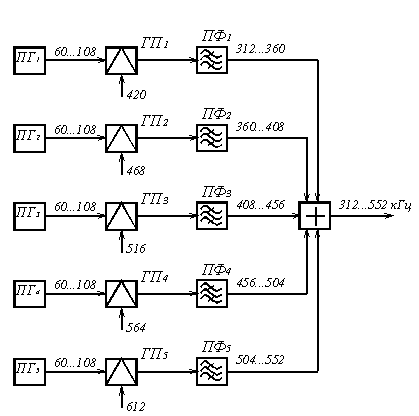 ПГ₁ 60...108 ГП₁ ПФ₁ 312...360
420
ПГ₂ 60...108 ГП₂ ПФ₂ 360...408
468
ПГ₃ 60...108 ГП₃ ПФ₃ 408...456 312...552 кГц
516
ПГ₄ 60...108 ГП₄ ПФ₄ 456...504
564
ПГ₅ 60...108 ГП₅ ПФ₅ 504...552
612